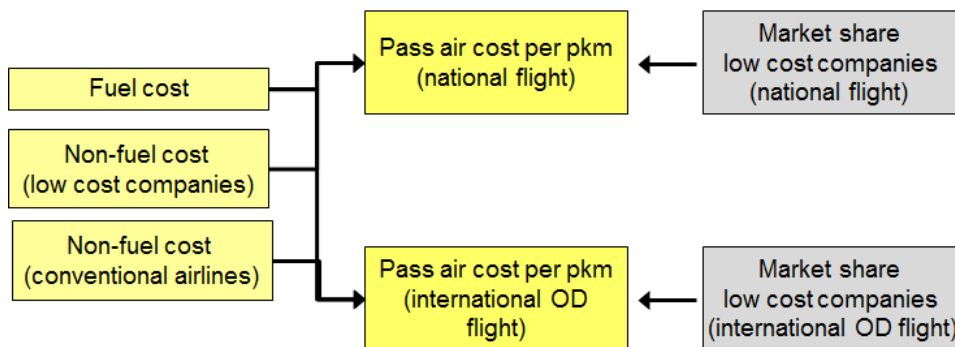 Fuel cost
Non-fuel cost
(low cost companies)
Non-fuel cost
(conventional airlines)
Pass air cost per pkm
(national flight)
Pass air cost per pkm
(international OD
flight)
Market share
low cost companies
(national flight)
Market share
low cost companies
(international OD flight)